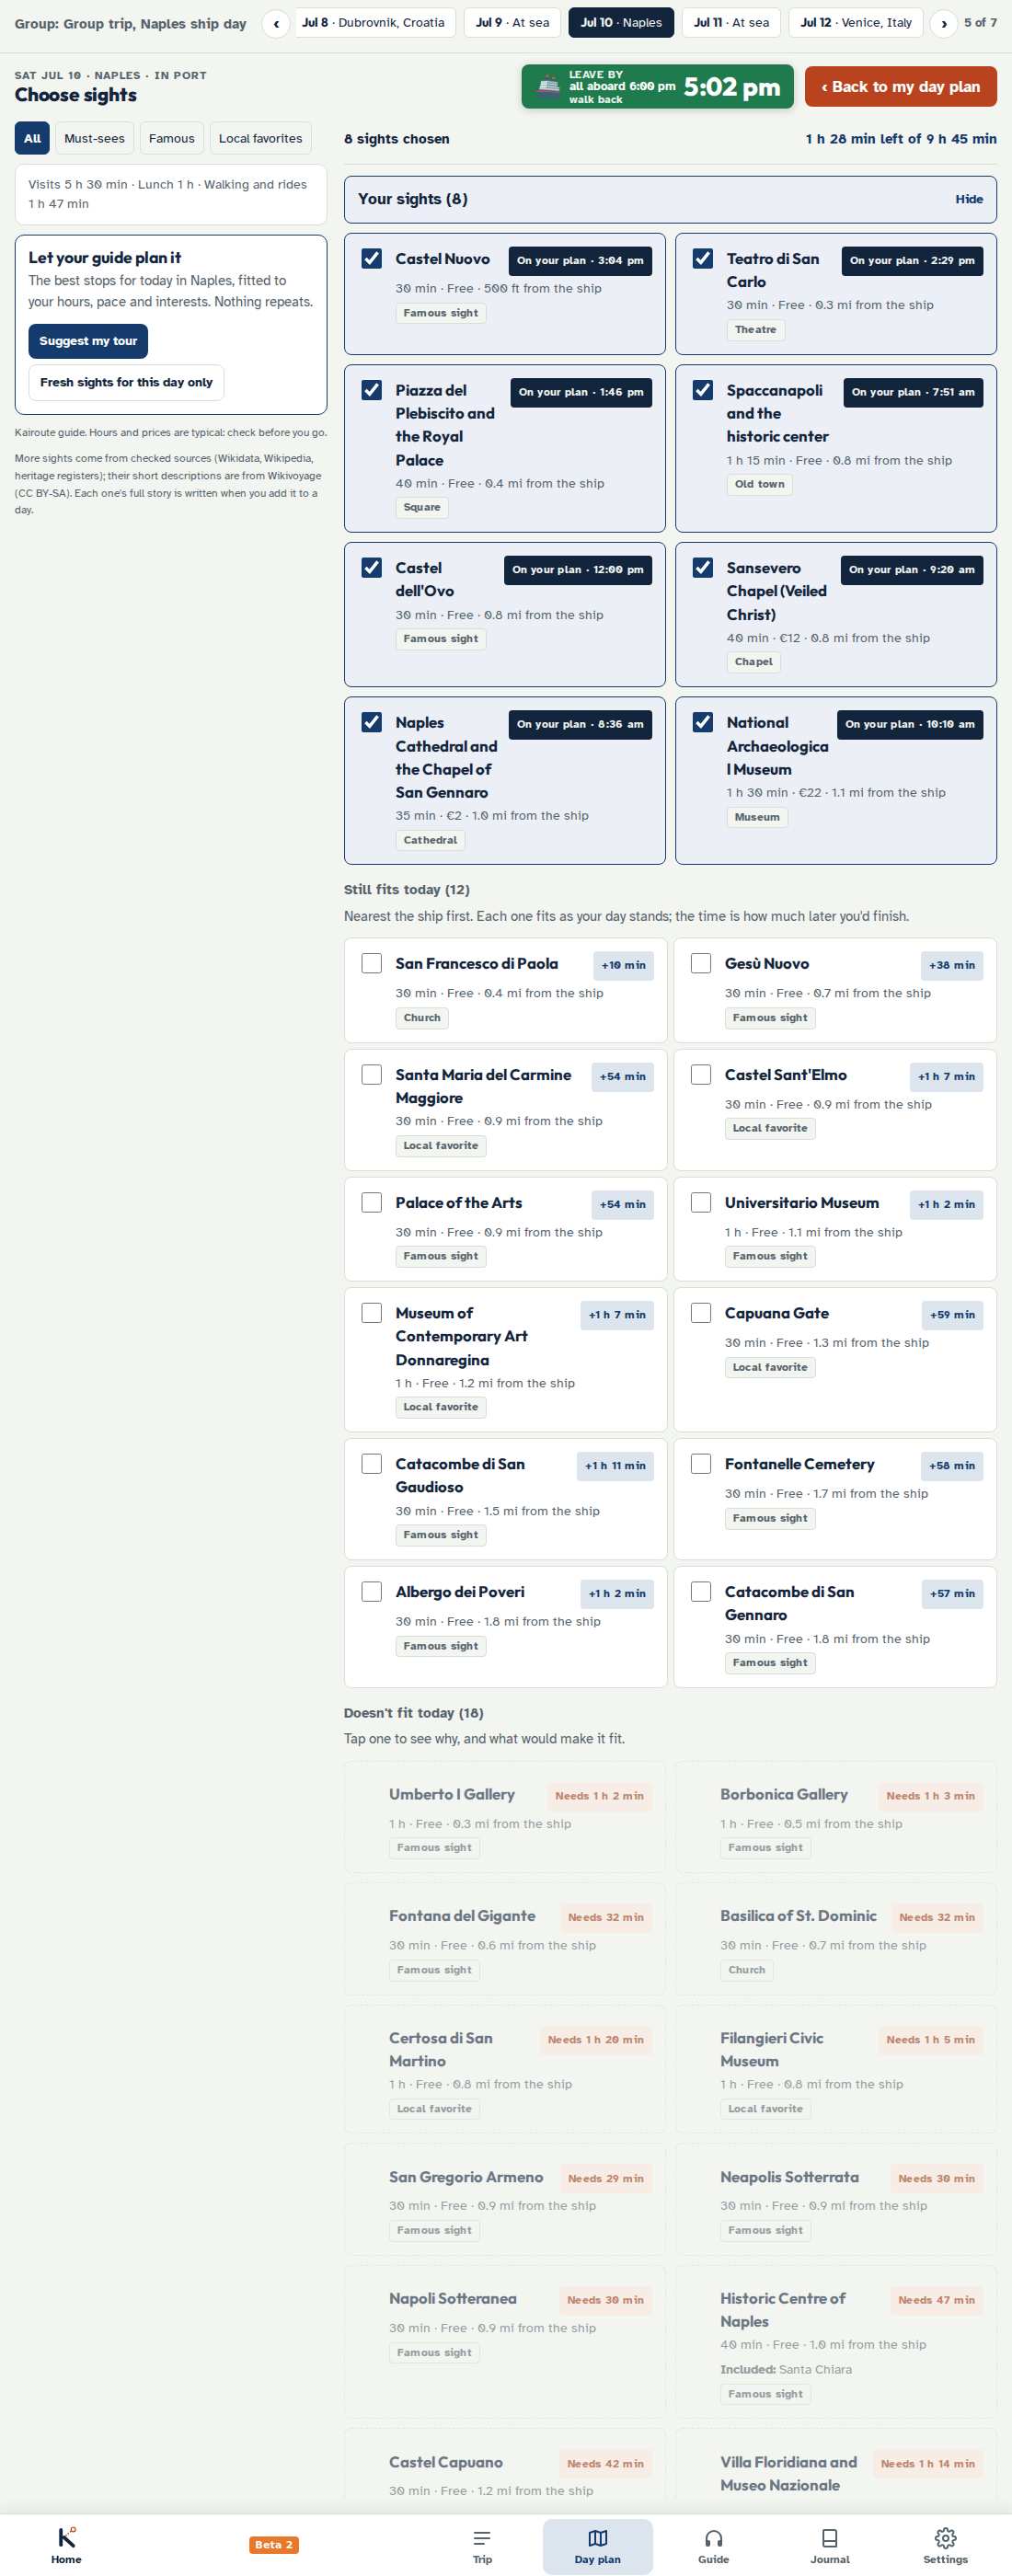 Group: Group trip, Naples ship day
‹
Jul 8 · Dubrovnik, Croatia
Jul 9 · At sea
Jul 10 · Naples
Jul 11 · At sea
Jul 12 · Venice, Italy
›
5 of 7
SAT JUL 10 · NAPLES · IN PORT
Choose sights
LEAVE BY
all aboard 6:00 pm
walk back
5:02 pm
‹ Back to my day plan
All
Must-sees
Famous
Local favorites
Visits 5 h 30 min · Lunch 1 h · Walking and rides
1 h 47 min
Let your guide plan it
The best stops for today in Naples, fitted to
your hours, pace and interests. Nothing repeats.
Suggest my tour
Fresh sights for this day only
Kairoute guide. Hours and prices are typical: check before you go.
More sights come from checked sources (Wikidata, Wikipedia,
heritage registers); their short descriptions are from Wikivoyage
(CC BY-SA). Each one's full story is written when you add it to a
day.
8 sights chosen
1 h 28 min left of 9 h 45 min
Your sights (8)
Hide
Castel Nuovo
On your plan · 3:04 pm
30 min · Free · 500 ft from the ship
Famous sight
Teatro di San
Carlo
On your plan · 2:29 pm
30 min · Free · 0.3 mi from the ship
Theatre
Piazza del
Plebiscito and
the Royal
Palace
On your plan · 1:46 pm
40 min · Free · 0.4 mi from the ship
Square
Spaccanapoli
and the
historic center
On your plan · 7:51 am
1 h 15 min · Free · 0.8 mi from the ship
Old town
Castel
dell'Ovo
On your plan · 12:00 pm
30 min · Free · 0.8 mi from the ship
Famous sight
Sansevero
Chapel (Veiled
Christ)
On your plan · 9:20 am
40 min · €12 · 0.8 mi from the ship
Chapel
Naples
Cathedral and
the Chapel of
San Gennaro
On your plan · 8:36 am
35 min · €2 · 1.0 mi from the ship
Cathedral
National
Archaeologica
l Museum
On your plan · 10:10 am
1 h 30 min · €22 · 1.1 mi from the ship
Museum
Still fits today (12)
Nearest the ship first. Each one fits as your day stands; the time is how much later you'd finish.
San Francesco di Paola
+10 min
30 min · Free · 0.4 mi from the ship
Church
Gesù Nuovo
+38 min
30 min · Free · 0.7 mi from the ship
Famous sight
Santa Maria del Carmine
Maggiore
+54 min
30 min · Free · 0.9 mi from the ship
Local favorite
Castel Sant'Elmo
+1 h 7 min
30 min · Free · 0.9 mi from the ship
Local favorite
Palace of the Arts
+54 min
30 min · Free · 0.9 mi from the ship
Famous sight
Universitario Museum
+1 h 2 min
1 h · Free · 1.1 mi from the ship
Famous sight
Museum of
Contemporary Art
Donnaregina
+1 h 7 min
1 h · Free · 1.2 mi from the ship
Local favorite
Capuana Gate
+59 min
30 min · Free · 1.3 mi from the ship
Local favorite
Catacombe di San
Gaudioso
+1 h 11 min
30 min · Free · 1.5 mi from the ship
Famous sight
Fontanelle Cemetery
+58 min
30 min · Free · 1.7 mi from the ship
Famous sight
Albergo dei Poveri
+1 h 2 min
30 min · Free · 1.8 mi from the ship
Famous sight
Catacombe di San
Gennaro
+57 min
30 min · Free · 1.8 mi from the ship
Famous sight
Doesn't fit today (18)
Tap one to see why, and what would make it fit.
Umberto I Gallery
Needs 1 h 2 min
1 h · Free · 0.3 mi from the ship
Famous sight
Borbonica Gallery
Needs 1 h 3 min
1 h · Free · 0.5 mi from the ship
Famous sight
Fontana del Gigante
Needs 32 min
30 min · Free · 0.6 mi from the ship
Famous sight
Basilica of St. Dominic
Needs 32 min
30 min · Free · 0.7 mi from the ship
Church
Certosa di San
Martino
Needs 1 h 20 min
1 h · Free · 0.8 mi from the ship
Local favorite
Filangieri Civic
Museum
Needs 1 h 5 min
1 h · Free · 0.8 mi from the ship
Local favorite
San Gregorio Armeno
Needs 29 min
30 min · Free · 0.9 mi from the ship
Famous sight
Neapolis Sotterrata
Needs 30 min
30 min · Free · 0.9 mi from the ship
Famous sight
Napoli Sotteranea
Needs 30 min
30 min · Free · 0.9 mi from the ship
Famous sight
Historic Centre of
Naples
Needs 47 min
40 min · Free · 1.0 mi from the ship
Included: Santa Chiara
Famous sight
Castel Capuano
Needs 42 min
30 min · Free · 1.2 mi from the ship
Villa Floridiana and
Museo Nazionale
Needs 1 h 14 min
Home
Beta 2
Trip
Day plan
Guide
Journal
Settings